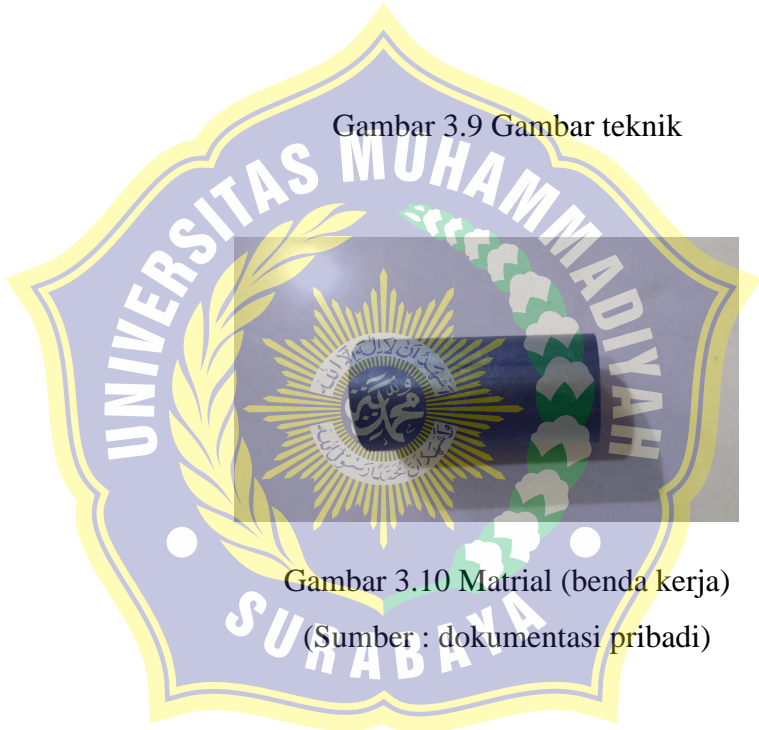 Gambar 3.9 Gambar teknik
UNIVERSITAS MUHAMMADIYAH
Gambar 3.10 Matrial (benda kerja)
(Sumber : dokumentasi pribadi)
SURABAYA